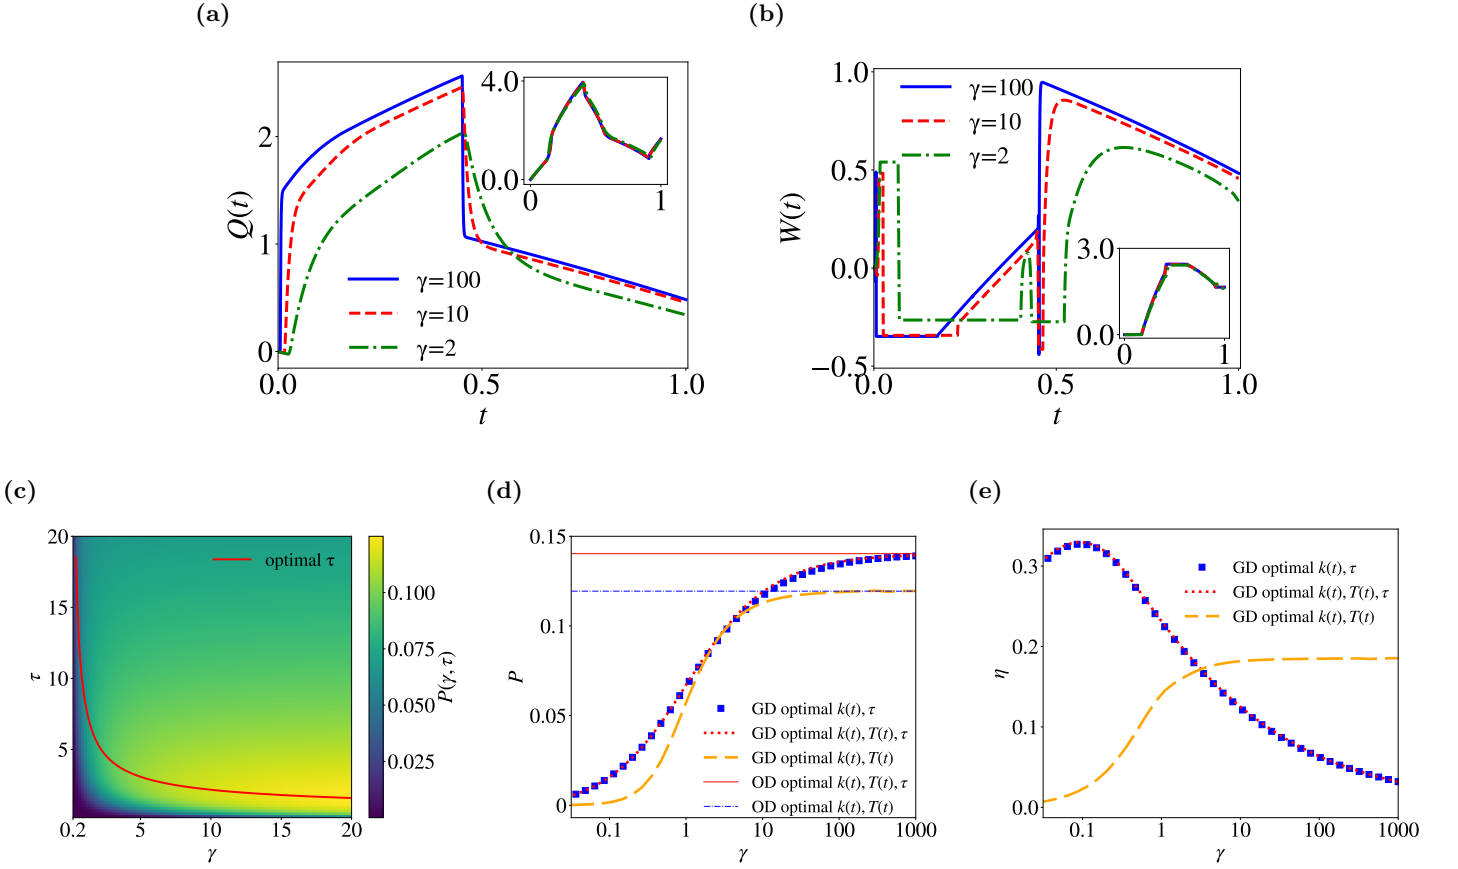 (a)
(b)
Q(t)
2
1
0
0.0
0.5
1.0
t
γ=100
γ=10
γ=2
4.0
0.0
0
1
W(t)
1.0
0.5
0.0
−0.5
0.0
0.5
1.0
t
γ=100
γ=10
γ=2
3.0
0.0
0
1
(c)
(d)
(e)
τ
20
15
10
5
0.2
5
10
15
20
γ
optimal τ
0.100
0.075
0.050
0.025
P(γ, τ)
P
0.15
0.1
0.05
0
0.1
1
10
100
1000
γ
GD optimal k(t), τ
GD optimal k(t), T(t), τ
GD optimal k(t), T(t)
OD optimal k(t), T(t), τ
OD optimal k(t), T(t)
η
0.3
0.2
0.1
0.0
0.1
1
10
100
1000
γ
GD optimal k(t), τ
GD optimal k(t), T(t), τ
GD optimal k(t), T(t)